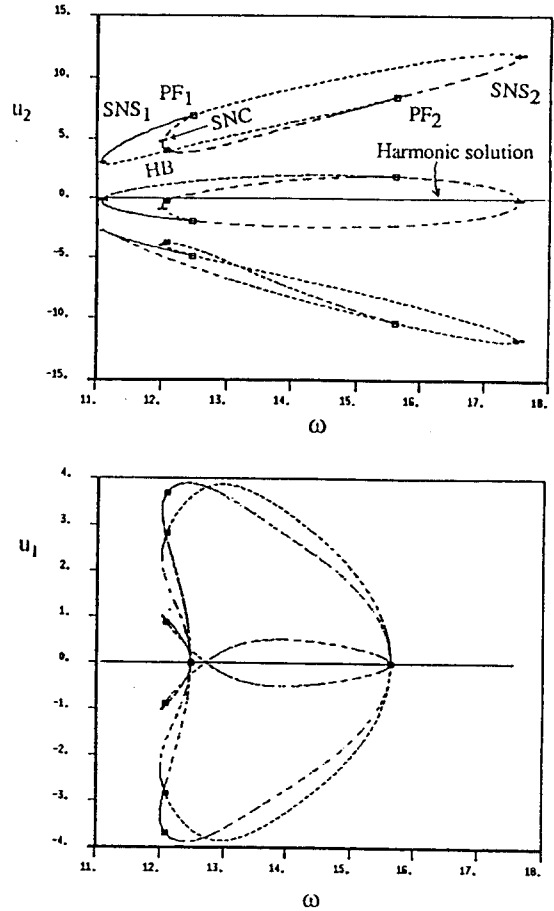 15.
10.
5.
0.
-5.
-10.
-15.
u2
SNS1
PF1
SNC
HB
PF2
SNS2
Harmonic solution
11. 12. 13. 14. 15. 16. 17. 18.
ω
4.
3.
2.
1.
0.
-1.
-2.
-3.
-4.
u1
11. 12. 13. 14. 15. 16. 17. 18.
ω